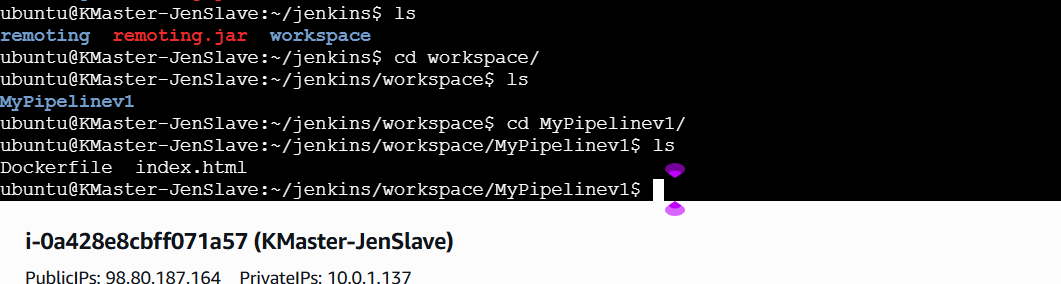 ubuntu@KMaster-JenSlave:~/jenkins$ ls
remoting  remoting.jar  workspace
ubuntu@KMaster-JenSlave:~/jenkins$ cd workspace/
ubuntu@KMaster-JenSlave:~/jenkins/workspace$ ls
MyPipelinev1
ubuntu@KMaster-JenSlave:~/jenkins/workspace$ cd MyPipelinev1/
ubuntu@KMaster-JenSlave:~/jenkins/workspace/MyPipelinev1$ ls
Dockerfile  index.html
ubuntu@KMaster-JenSlave:~/jenkins/workspace/MyPipelinev1$
i-0a428e8cbff071a57 (KMaster-JenSlave)
PublicIPs: 98.80.187.164    PrivateIPs: 10.0.1.137